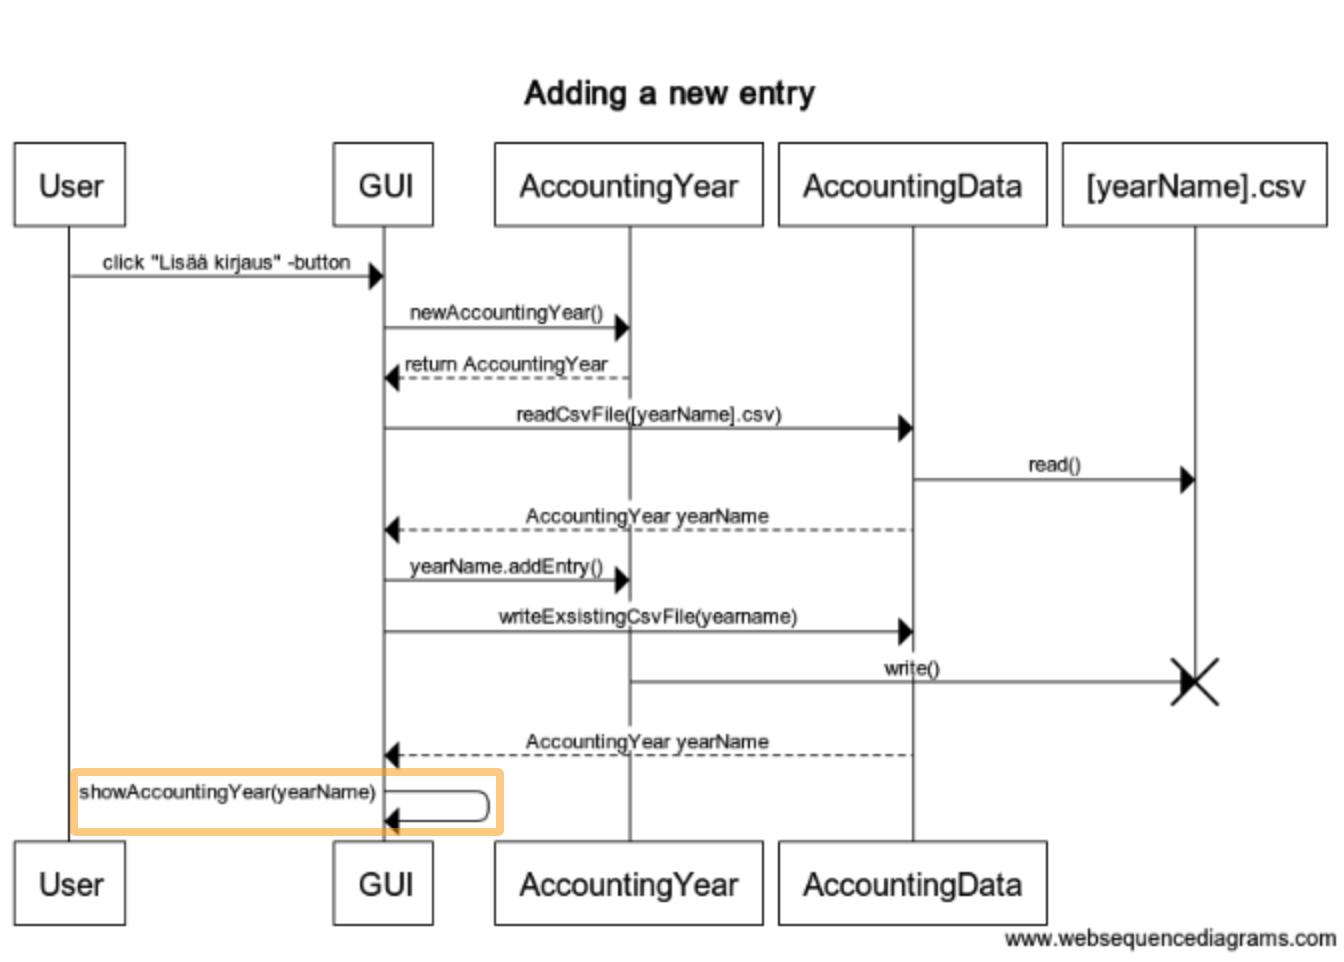 Adding a new entry
User
GUI
AccountingYear
AccountingData
[yearName].csv
click "Lisää kirjaus" -button
newAccountingYear()
return AccountingYear
readCsvFile([yearName].csv)
read()
AccountingYear yearName
yearName.addEntry()
writeExsistingCsvFIle(yearname)
write()
AccountingYear yearName
showAccountingYear(yearName)
User
GUI
AccountingYear
AccountingData
www.websequencediagrams.com